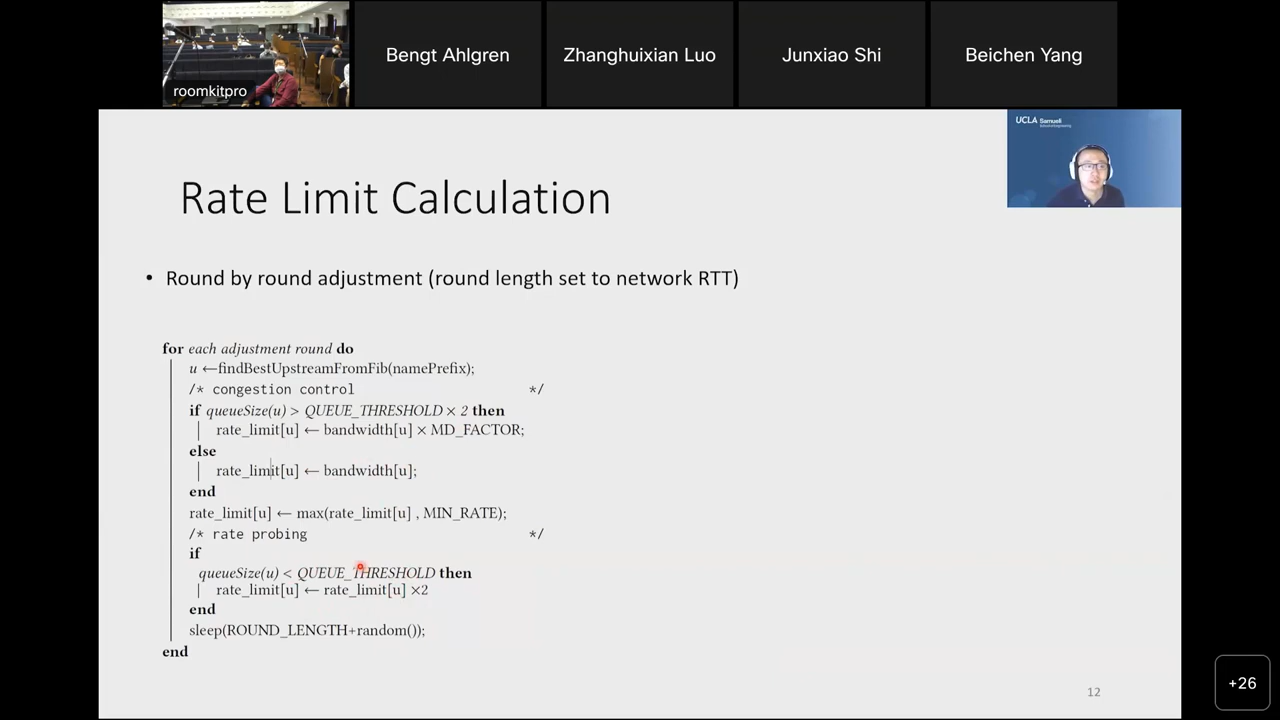 roomkitpro
Bengt Ahlgren
Zhanghuixian Luo
Junxiao Shi
Beichen Yang
UCLA Samueli
Rate Limit Calculation
• Round by round adjustment (round length set to network RTT)
for each adjustment round do
u ←findBestUpstreamFromFib(namePrefix);
/* congestion control */
if queueSize(u) > QUEUE_THRESHOLD × 2 then
rate_limit[u] ← bandwidth[u] × MD_FACTOR;
else
rate_limit[u] ← bandwidth[u];
end
rate_limit[u] ← max(rate_limit[u] , MIN_RATE);
/* rate probing */
if
queueSize(u) < QUEUE_THRESHOLD then
rate_limit[u] ← rate_limit[u] ×2
end
sleep(ROUND_LENGTH+random());
end
12
+26